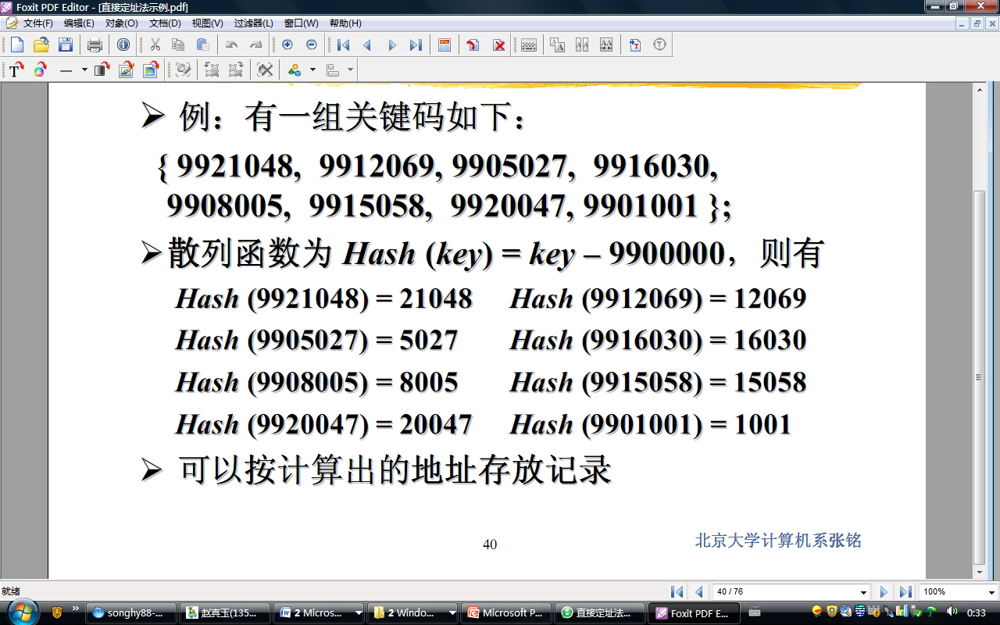 Foxit PDF Editor - [直接定址法示例.pdf]
文件(F) 编辑(E) 对象(O) 文档(D) 视图(V) 过滤器(L) 窗口(W) 帮助(H)
例：有一组关键码如下：
{ 9921048, 9912069, 9905027, 9916030,
9908005, 9915058, 9920047, 9901001 };
散列函数为 Hash (key) = key – 9900000，则有
Hash (9921048) = 21048 Hash (9912069) = 12069
Hash (9905027) = 5027 Hash (9916030) = 16030
Hash (9908005) = 8005 Hash (9915058) = 15058
Hash (9920047) = 20047 Hash (9901001) = 1001
可以按计算出的地址存放记录
40
北京大学计算机系张铭
就绪 40 / 76 100%
songhy88-... 赵真玉(135... 2 Micros... 2 Windo... Microsoft P... 直接定址法... Foxit PDF E... 0:33